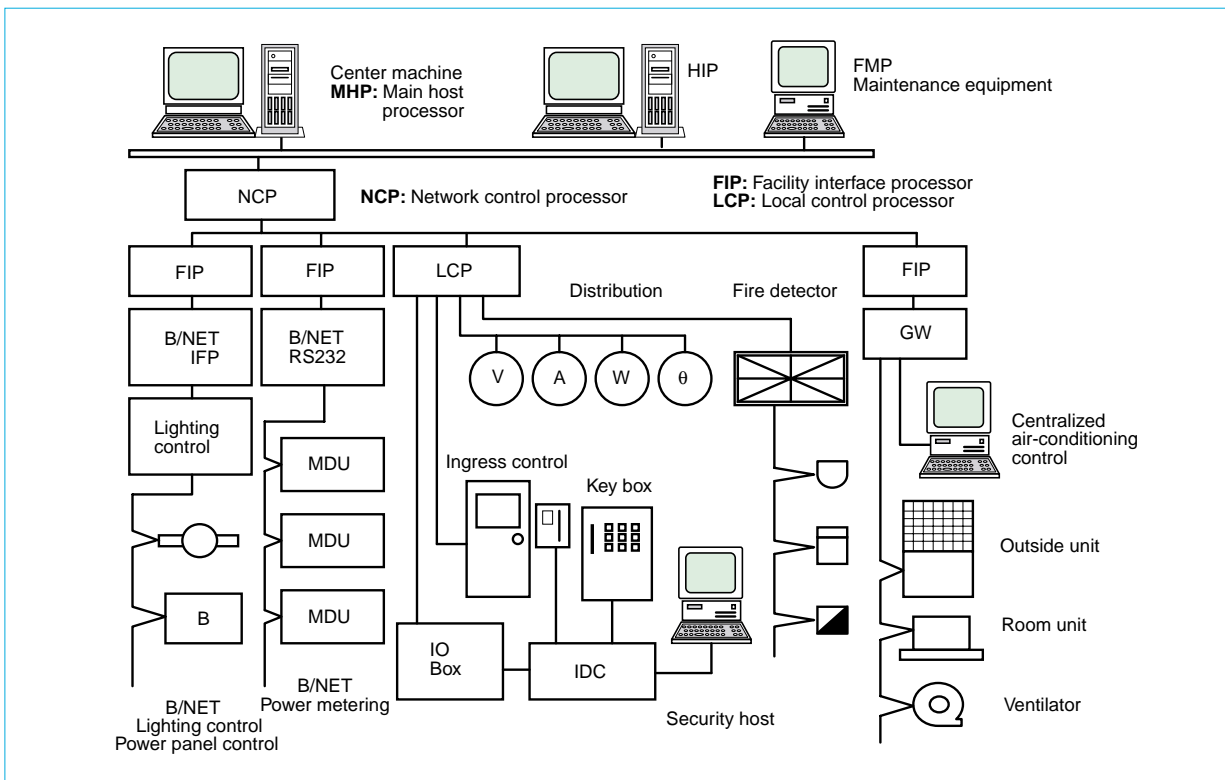 Center machine
MHP: Main host
processor
HIP
FMP
Maintenance equipment
NCP
NCP: Network control processor
FIP: Facility interface processor
LCP: Local control processor
FIP
FIP
LCP
FIP
Distribution
Fire detector
B/NET
IFP
B/NET
RS232
GW
V
A
W
θ
Lighting
control
Centralized
air-conditioning
control
MDU
Ingress control
Key box
MDU
Outside unit
B
MDU
IO
Box
IDC
Room unit
B/NET
Power metering
Security host
Ventilator
B/NET
Lighting control
Power panel control